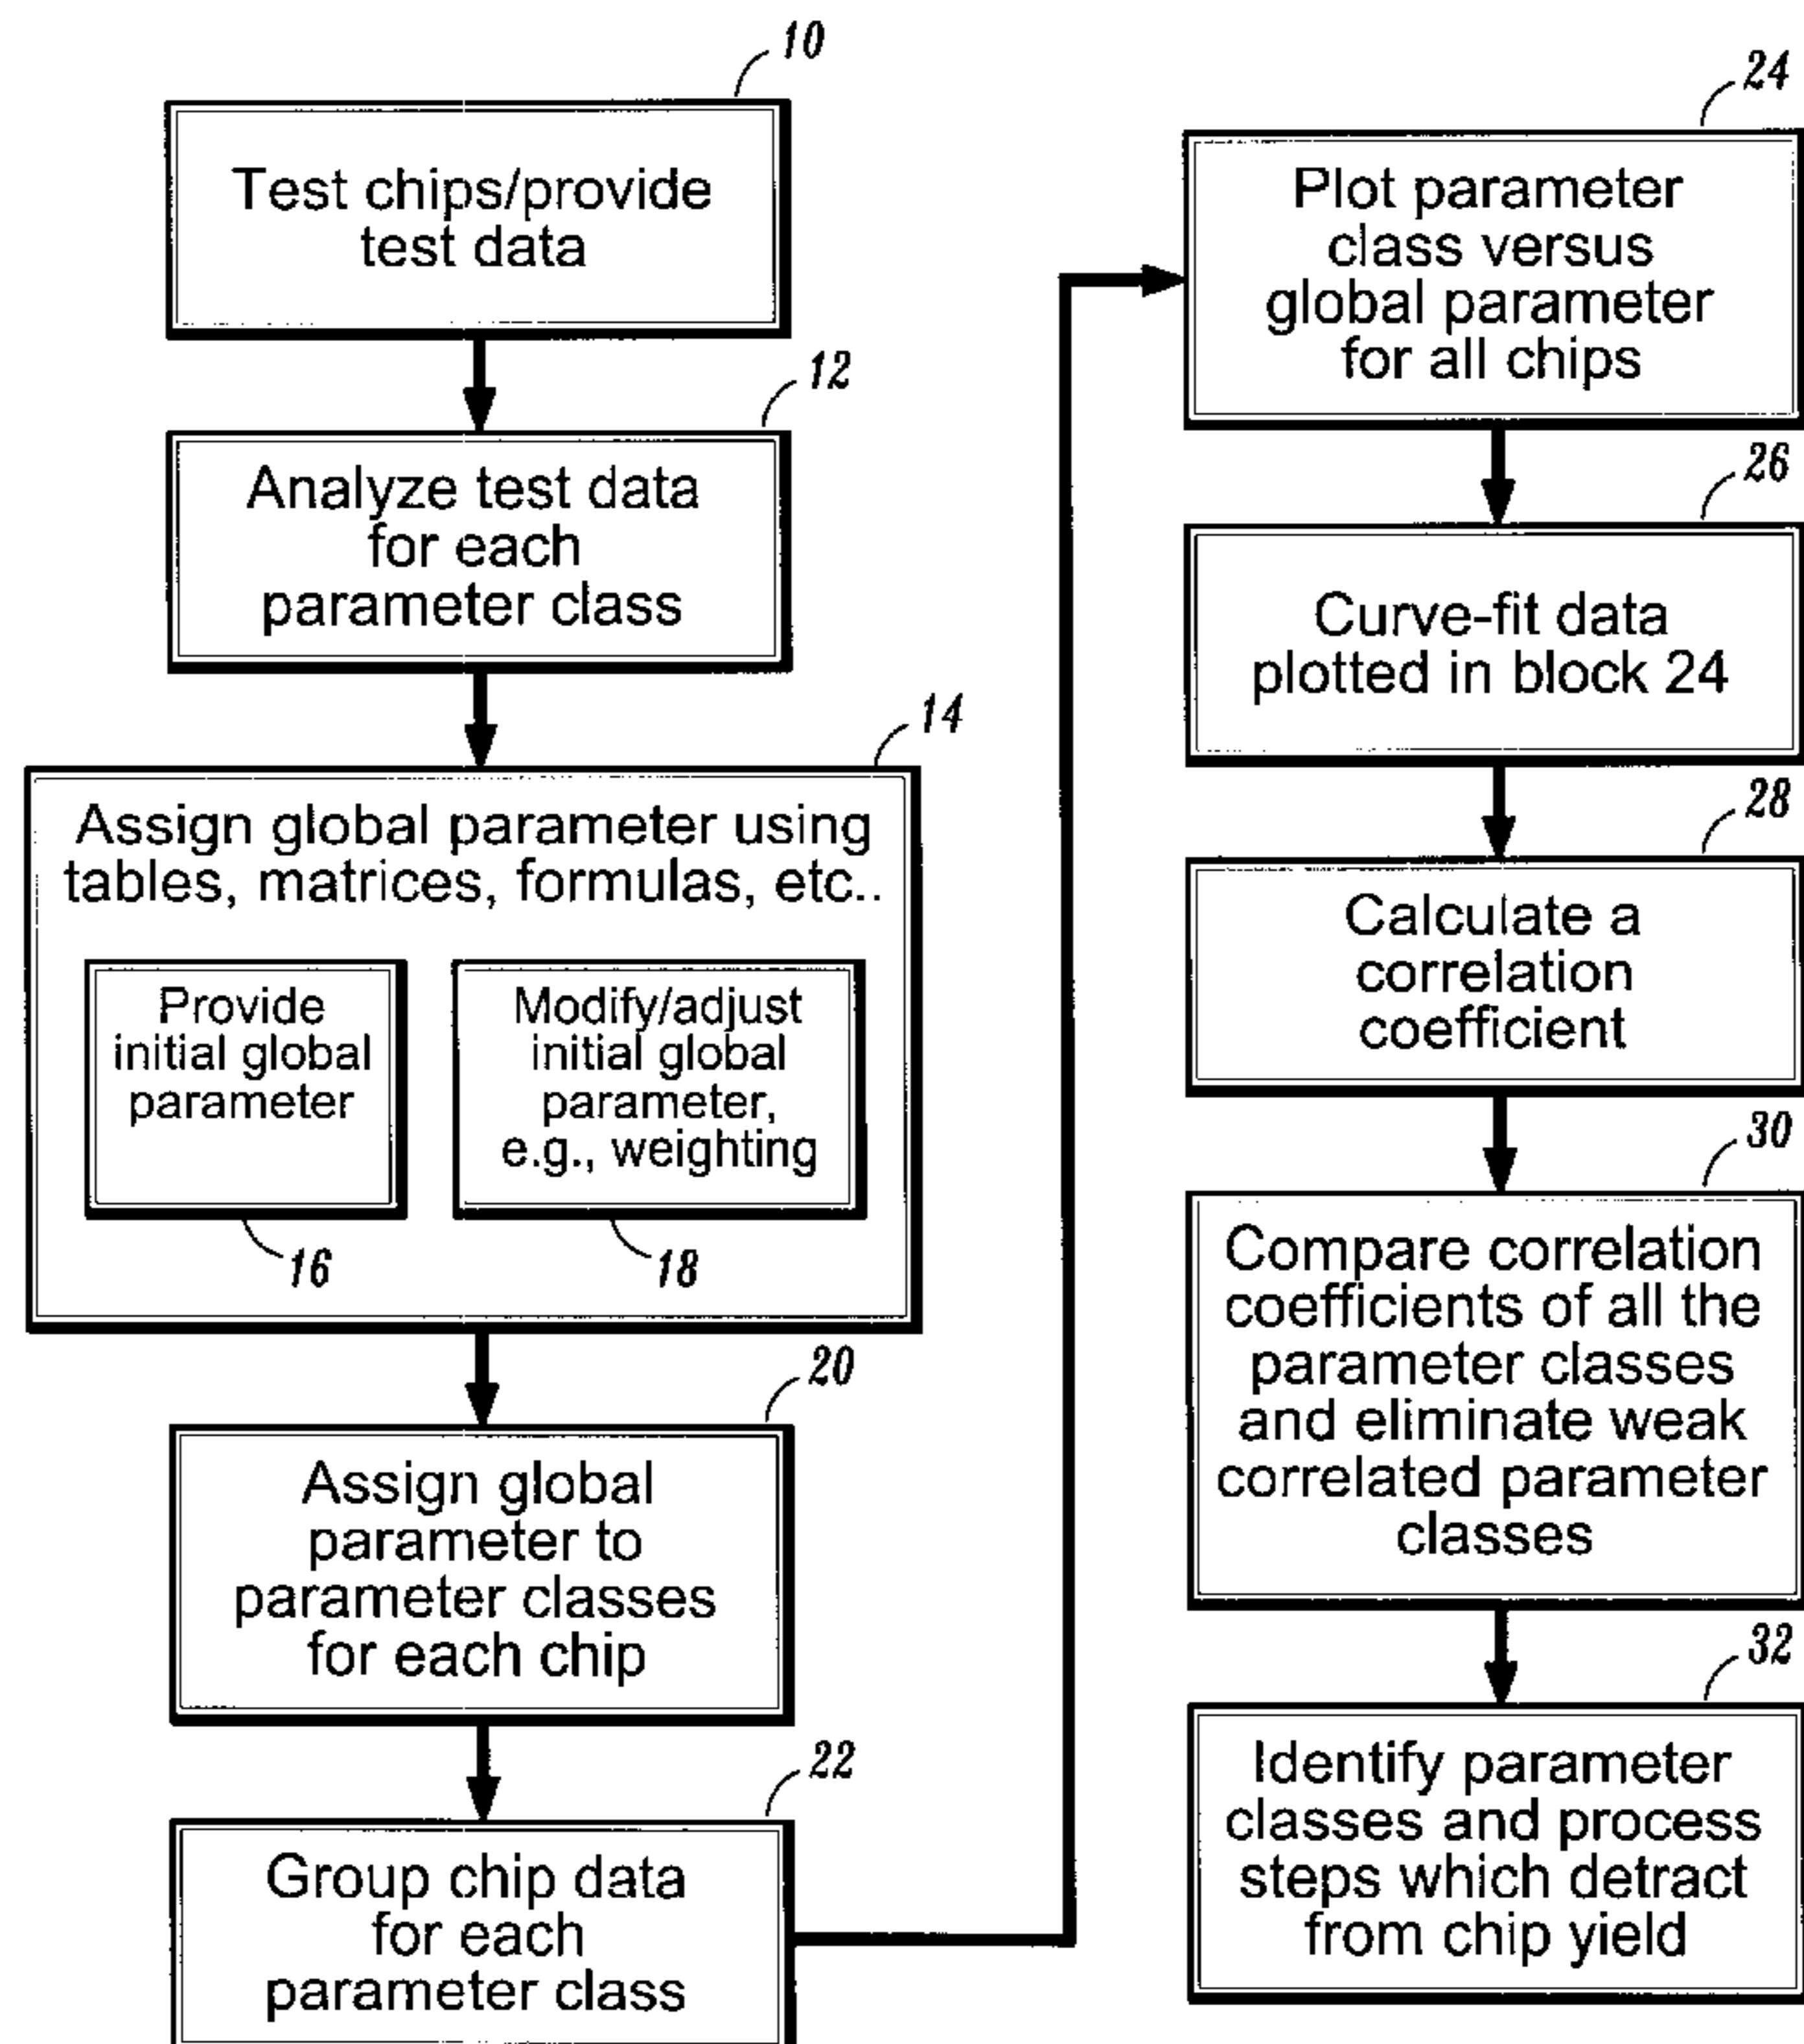 10
Test chips/provide
test data
12
Analyze test data
for each
parameter class
14
Assign global parameter using
tables, matrices, formulas, etc..
Provide
initial global
parameter
16
Modify/adjust
initial global
parameter,
e.g., weighting
18
20
Assign global
parameter to
parameter classes
for each chip
22
Group chip data
for each
parameter class
24
Plot parameter
class versus
global parameter
for all chips
26
Curve-fit data
plotted in block 24
28
Calculate a
correlation
coefficient
30
Compare correlation
coefficients of all the
parameter classes
and eliminate weak
correlated parameter
classes
32
Identify parameter
classes and process
steps which detract
from chip yield